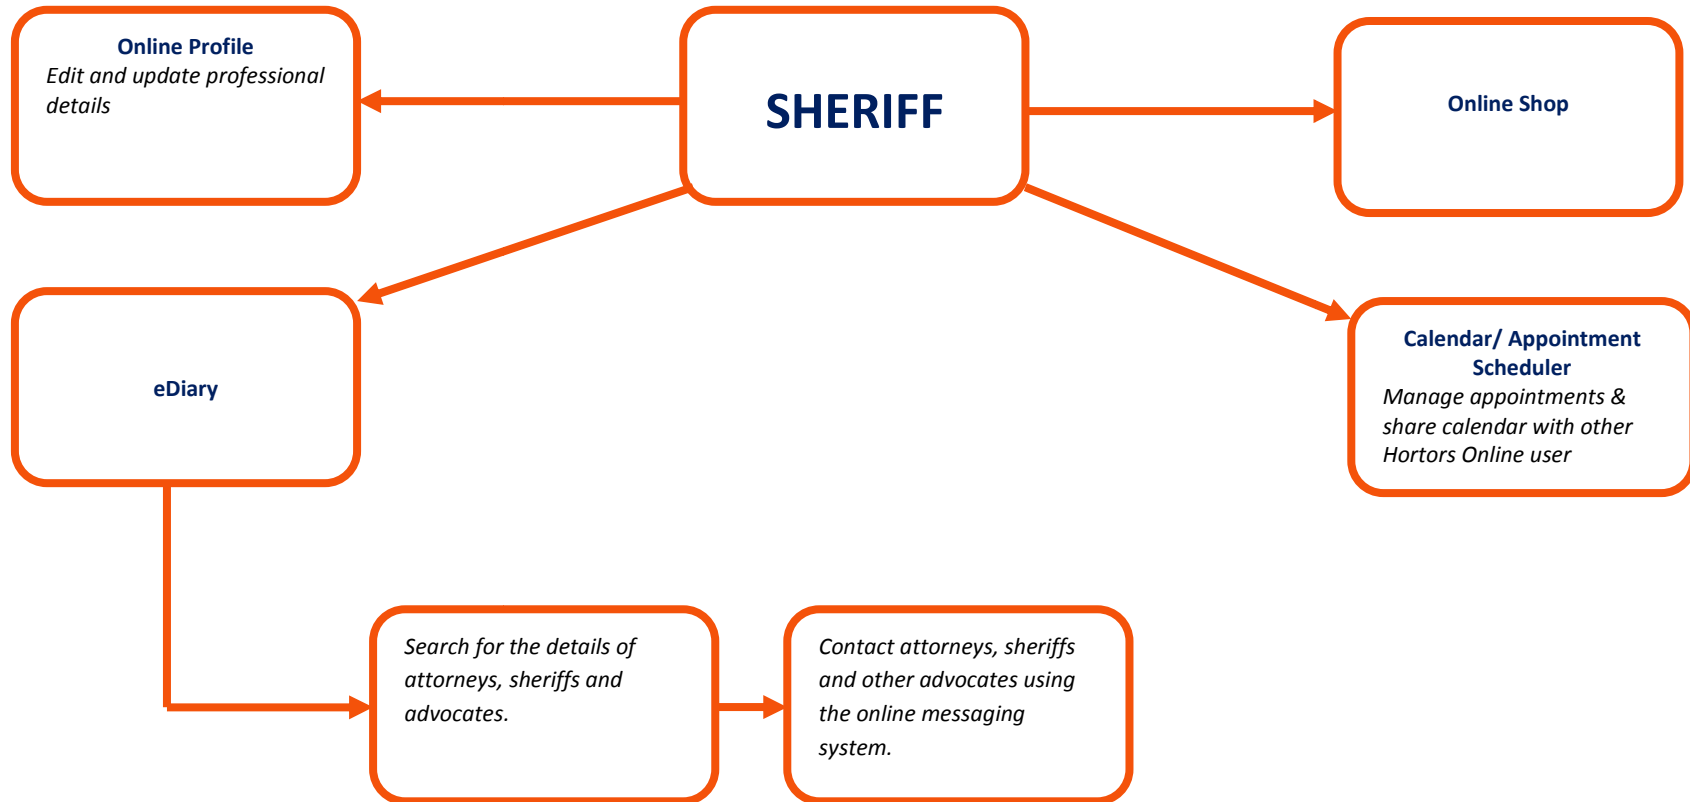 Online Profile
Edit and update professional
details
SHERIFF
Online Shop
eDiary
Calendar/ Appointment
Scheduler
Manage appointments &
share calendar with other
Hortors Online user
Search for the details of
attorneys, sheriffs and
advocates.
Contact attorneys, sheriffs
and other advocates using
the online messaging
system.